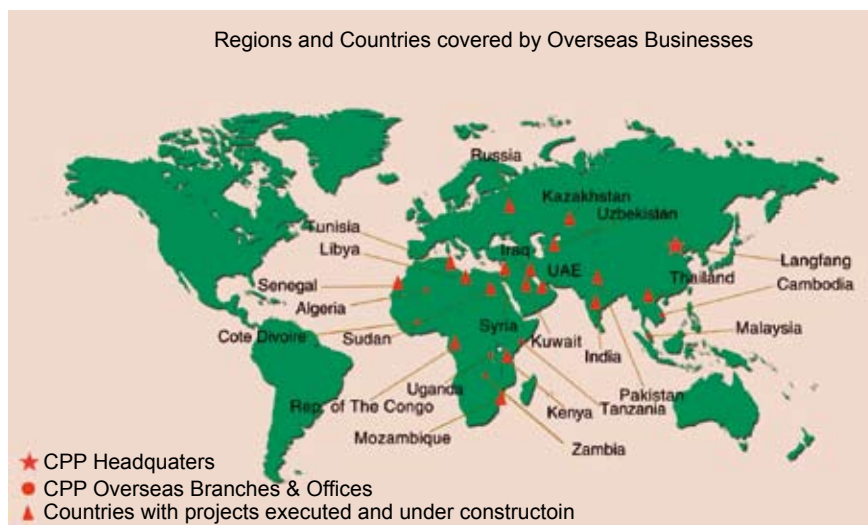 Regions and Countries covered by Overseas Businesses
Russia
Kazakhstan
Uzbekistan
Tunisia
Libya
Iraq
UAE
Langfang
Thailand
Cambodia
Senegal
Algeria
Cote Divoire
Sudan
Syria
Kuwait
India
Malaysia
Uganda
Rep. of The Congo
Pakistan
Tanzania
Kenya
Mozambique
Zambia
CPP Headquaters
CPP Overseas Branches & Offices
Countries with projects executed and under constructoin